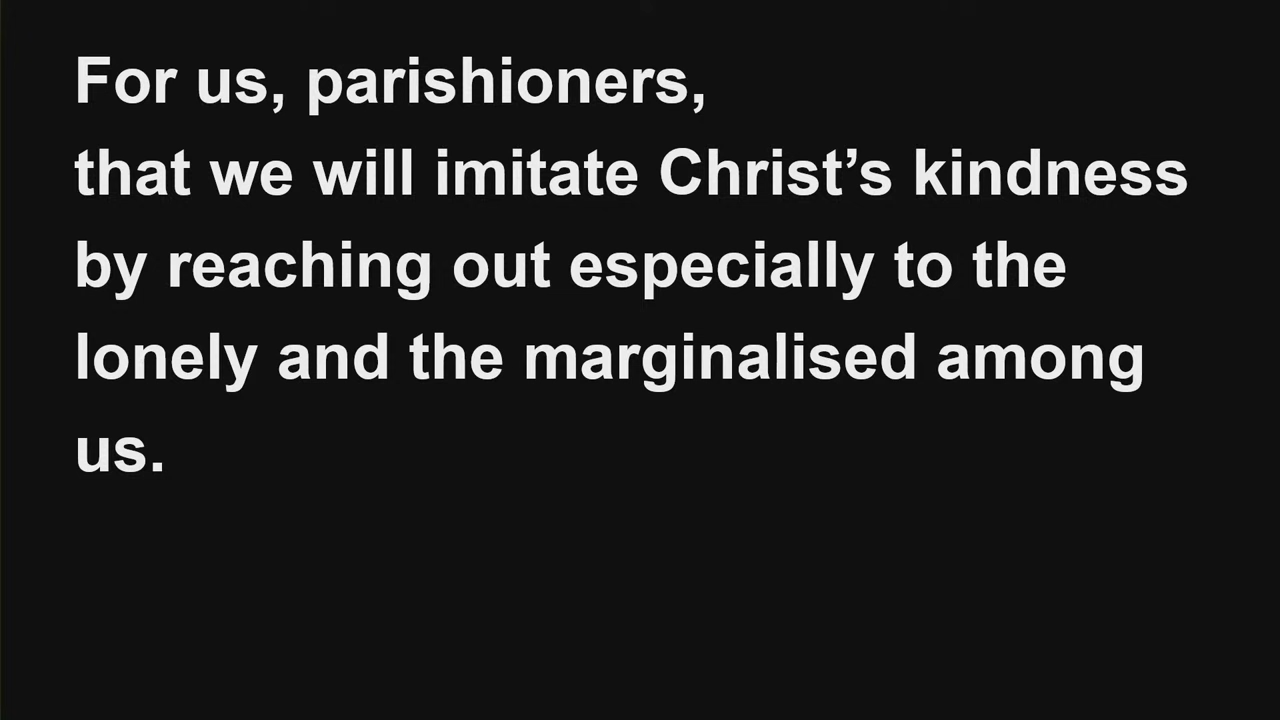 For us, parishioners,
that we will imitate Christ’s kindness
by reaching out especially to the
lonely and the marginalised among
us.